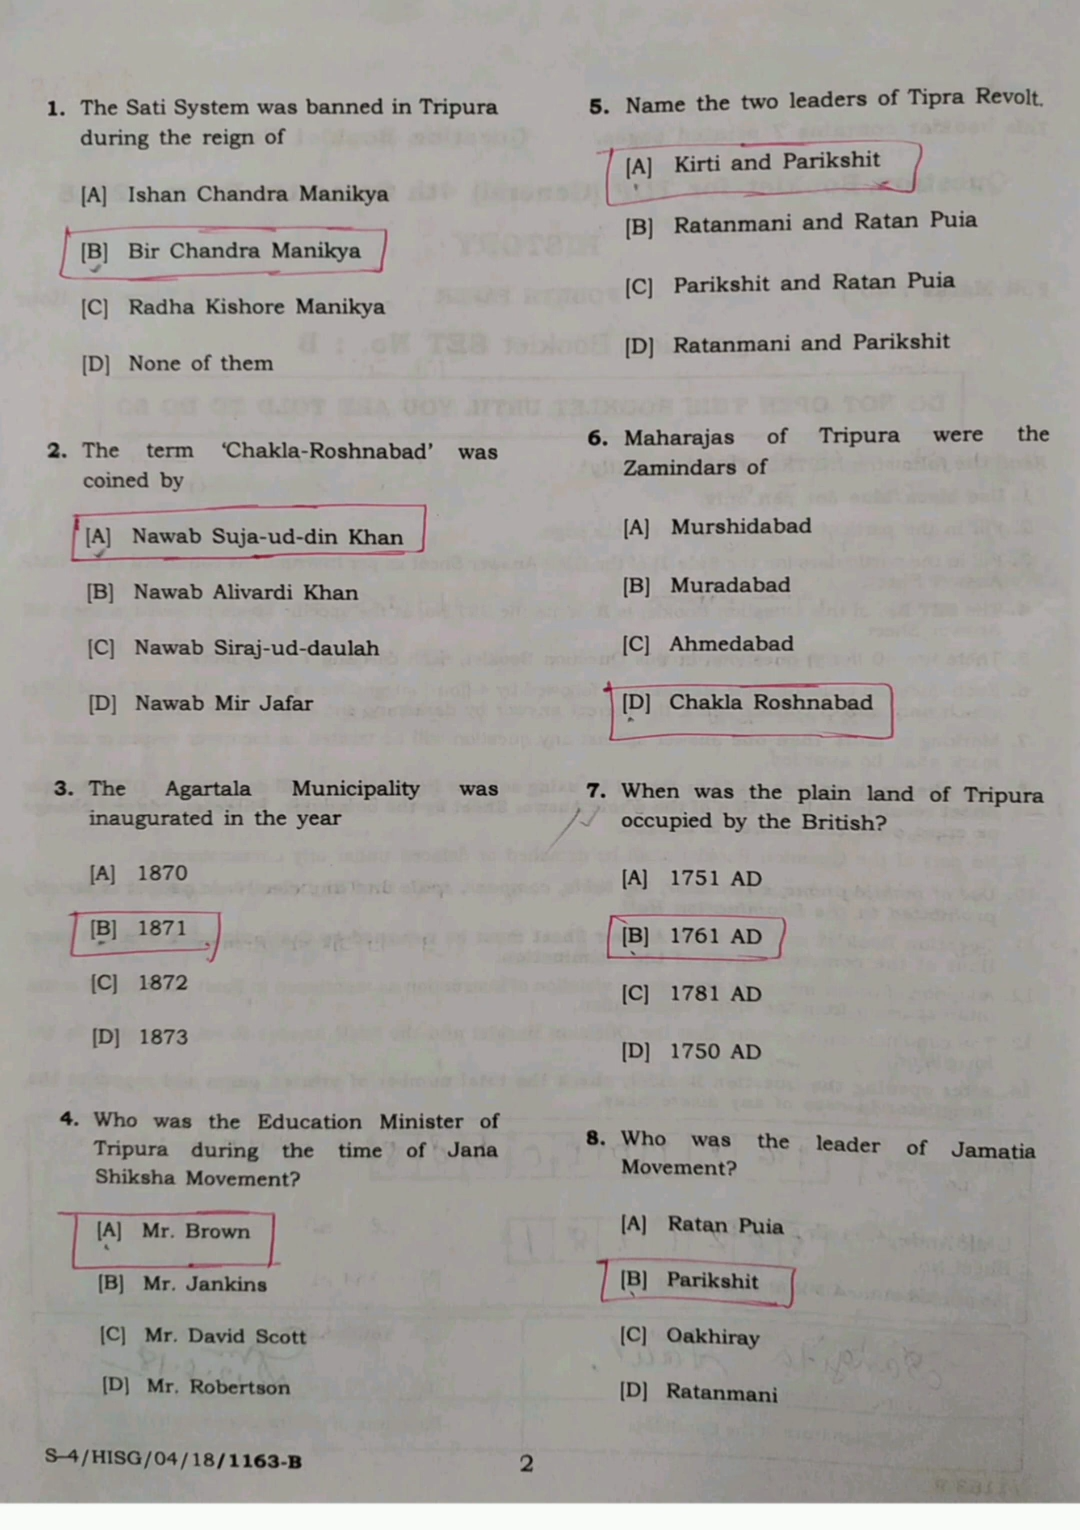 1. The Sati System was banned in Tripura
during the reign of
[A] Ishan Chandra Manikya
[B] Bir Chandra Manikya
[C] Radha Kishore Manikya
[D] None of them
2. The term ‘Chakla-Roshnabad’ was
coined by
[A] Nawab Suja-ud-din Khan
[B] Nawab Alivardi Khan
[C] Nawab Siraj-ud-daulah
[D] Nawab Mir Jafar
3. The Agartala Municipality was
inaugurated in the year
[A] 1870
[B] 1871
[C] 1872
[D] 1873
4. Who was the Education Minister of
Tripura during the time of Jana
Shiksha Movement?
[A] Mr. Brown
[B] Mr. Jankins
[C] Mr. David Scott
[D] Mr. Robertson
5. Name the two leaders of Tipra Revolt.
[A] Kirti and Parikshit
[B] Ratanmani and Ratan Puia
[C] Parikshit and Ratan Puia
[D] Ratanmani and Parikshit
6. Maharajas of Tripura were the
Zamindars of
[A] Murshidabad
[B] Muradabad
[C] Ahmedabad
[D] Chakla Roshnabad
7. When was the plain land of Tripura
occupied by the British?
[A] 1751 AD
[B] 1761 AD
[C] 1781 AD
[D] 1750 AD
8. Who was the leader of Jamatia
Movement?
[A] Ratan Puia
[B] Parikshit
[C] Oakhiray
[D] Ratanmani
S-4/HISG/04/18/1163-B
2